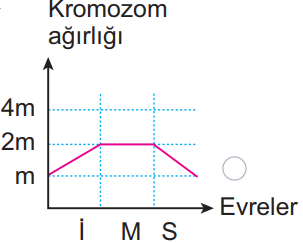 Kromozom
ağırlığı
4m
2m
m
Evreler
İ M S